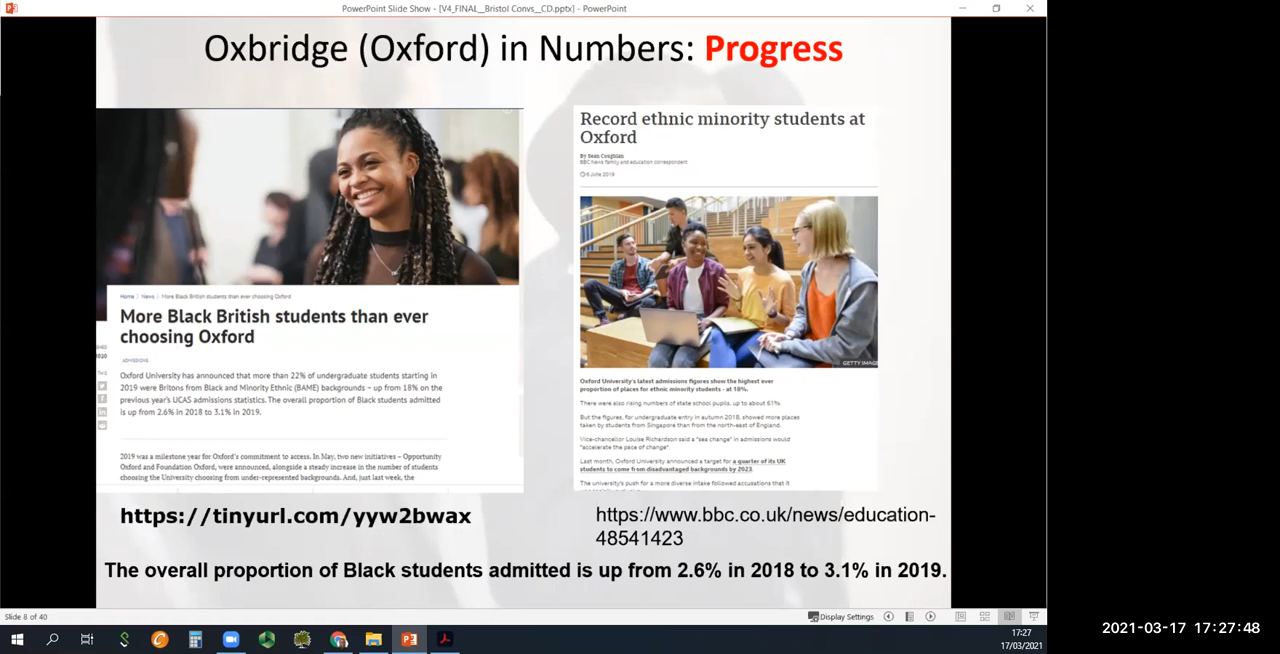 PowerPoint Slide Show - [V4_FINAL__Bristol Convs__CD.pptx] - PowerPoint
Oxbridge (Oxford) in Numbers: Progress
Home / News / More Black British students than ever choosing Oxford
More Black British students than ever
choosing Oxford
ADMISSIONS
Oxford University has announced that more than 22% of undergraduate students starting in
2019 were Britons from Black and Minority Ethnic (BAME) backgrounds – up from 18% on the
previous year's UCAS admissions statistics. The overall proportion of Black students admitted
is up from 2.6% in 2018 to 3.1% in 2019.
2019 was a milestone year for Oxford's commitment to access. In May, two new initiatives – Opportunity
Oxford and Foundation Oxford, were announced, alongside a steady increase in the number of students
choosing the University choosing from under-represented backgrounds. And, just last week, the
https://tinyurl.com/yyw2bwax
Record ethnic minority students at
Oxford
By Sean Coughlan
BBC News family and education correspondent
6 June 2019
GETTY IMAGE
Oxford University's latest admissions figures show the highest ever
proportion of places for ethnic minority students - at 18%.
There were also rising numbers of state school pupils, up to about 61%.
But the figures, for undergraduate entry in autumn 2018, showed more places
taken by students from Singapore than from the north-east of England.
Vice-chancellor Louise Richardson said a "sea change" in admissions would
"accelerate the pace of change".
Last month, Oxford University announced a target for a quarter of its UK
students to come from disadvantaged backgrounds by 2023.
The university's push for a more diverse intake followed accusations that it
https://www.bbc.co.uk/news/education-
48541423
The overall proportion of Black students admitted is up from 2.6% in 2018 to 3.1% in 2019.
Slide 8 of 40
Display Settings
17:27
17/03/2021
2021-03-17 17:27:48